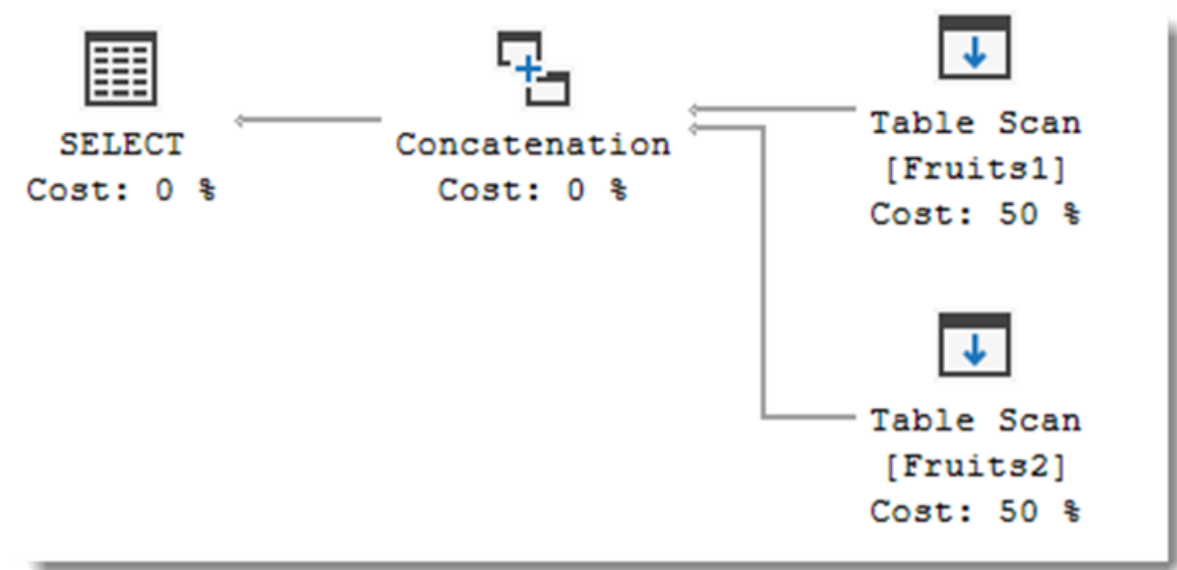 SELECT
Cost: 0 %
Concatenation
Cost: 0 %
Table Scan
[Fruits1]
Cost: 50 %
Table Scan
[Fruits2]
Cost: 50 %